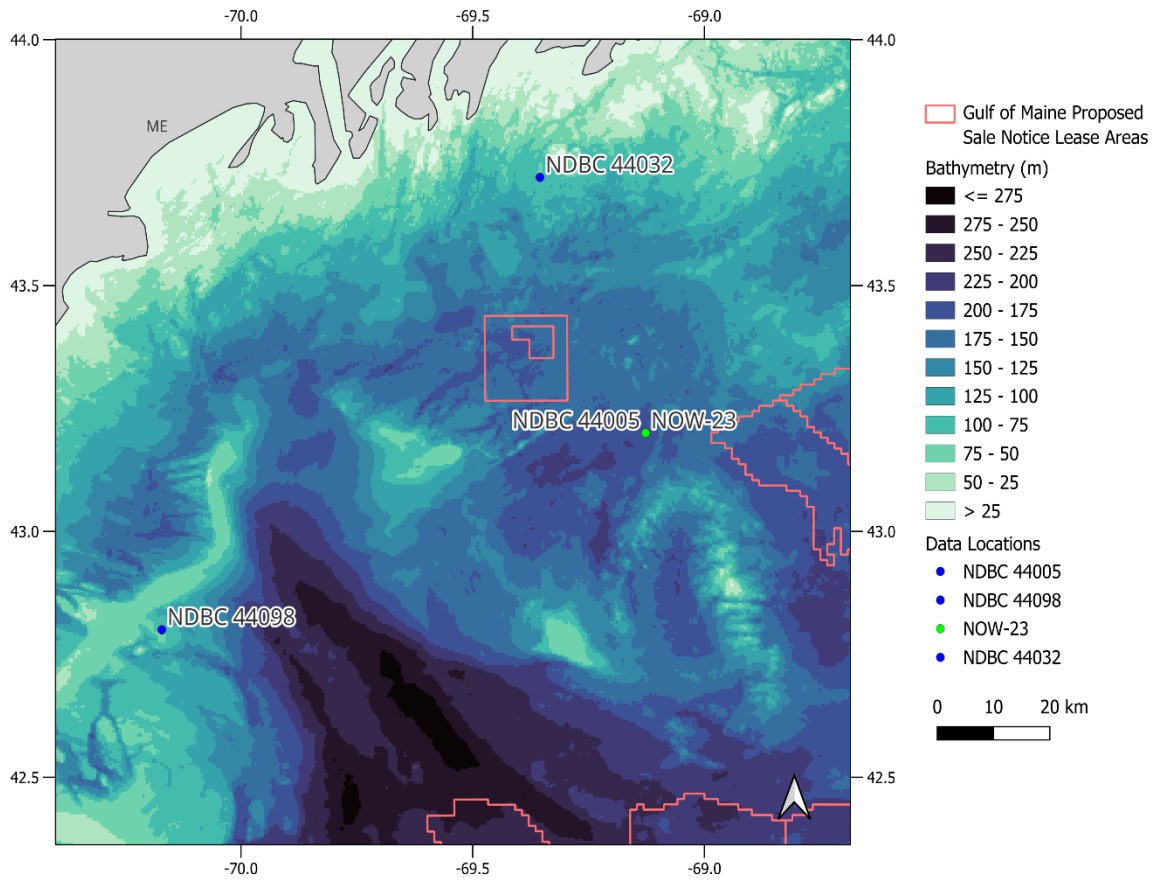 -70.0
-69.5
-69.0
44.0
44.0
ME
NDBC 44032
43.5
43.5
NDBC 44005
NOW-23
43.0
43.0
NDBC 44098
42.5
42.5
-70.0
-69.5
-69.0
Gulf of Maine Proposed
Sale Notice Lease Areas
Bathymetry (m)
<= 275
275 - 250
250 - 225
225 - 200
200 - 175
175 - 150
150 - 125
125 - 100
100 - 75
75 - 50
50 - 25
> 25
Data Locations
NDBC 44005
NDBC 44098
NOW-23
NDBC 44032
0 10 20 km